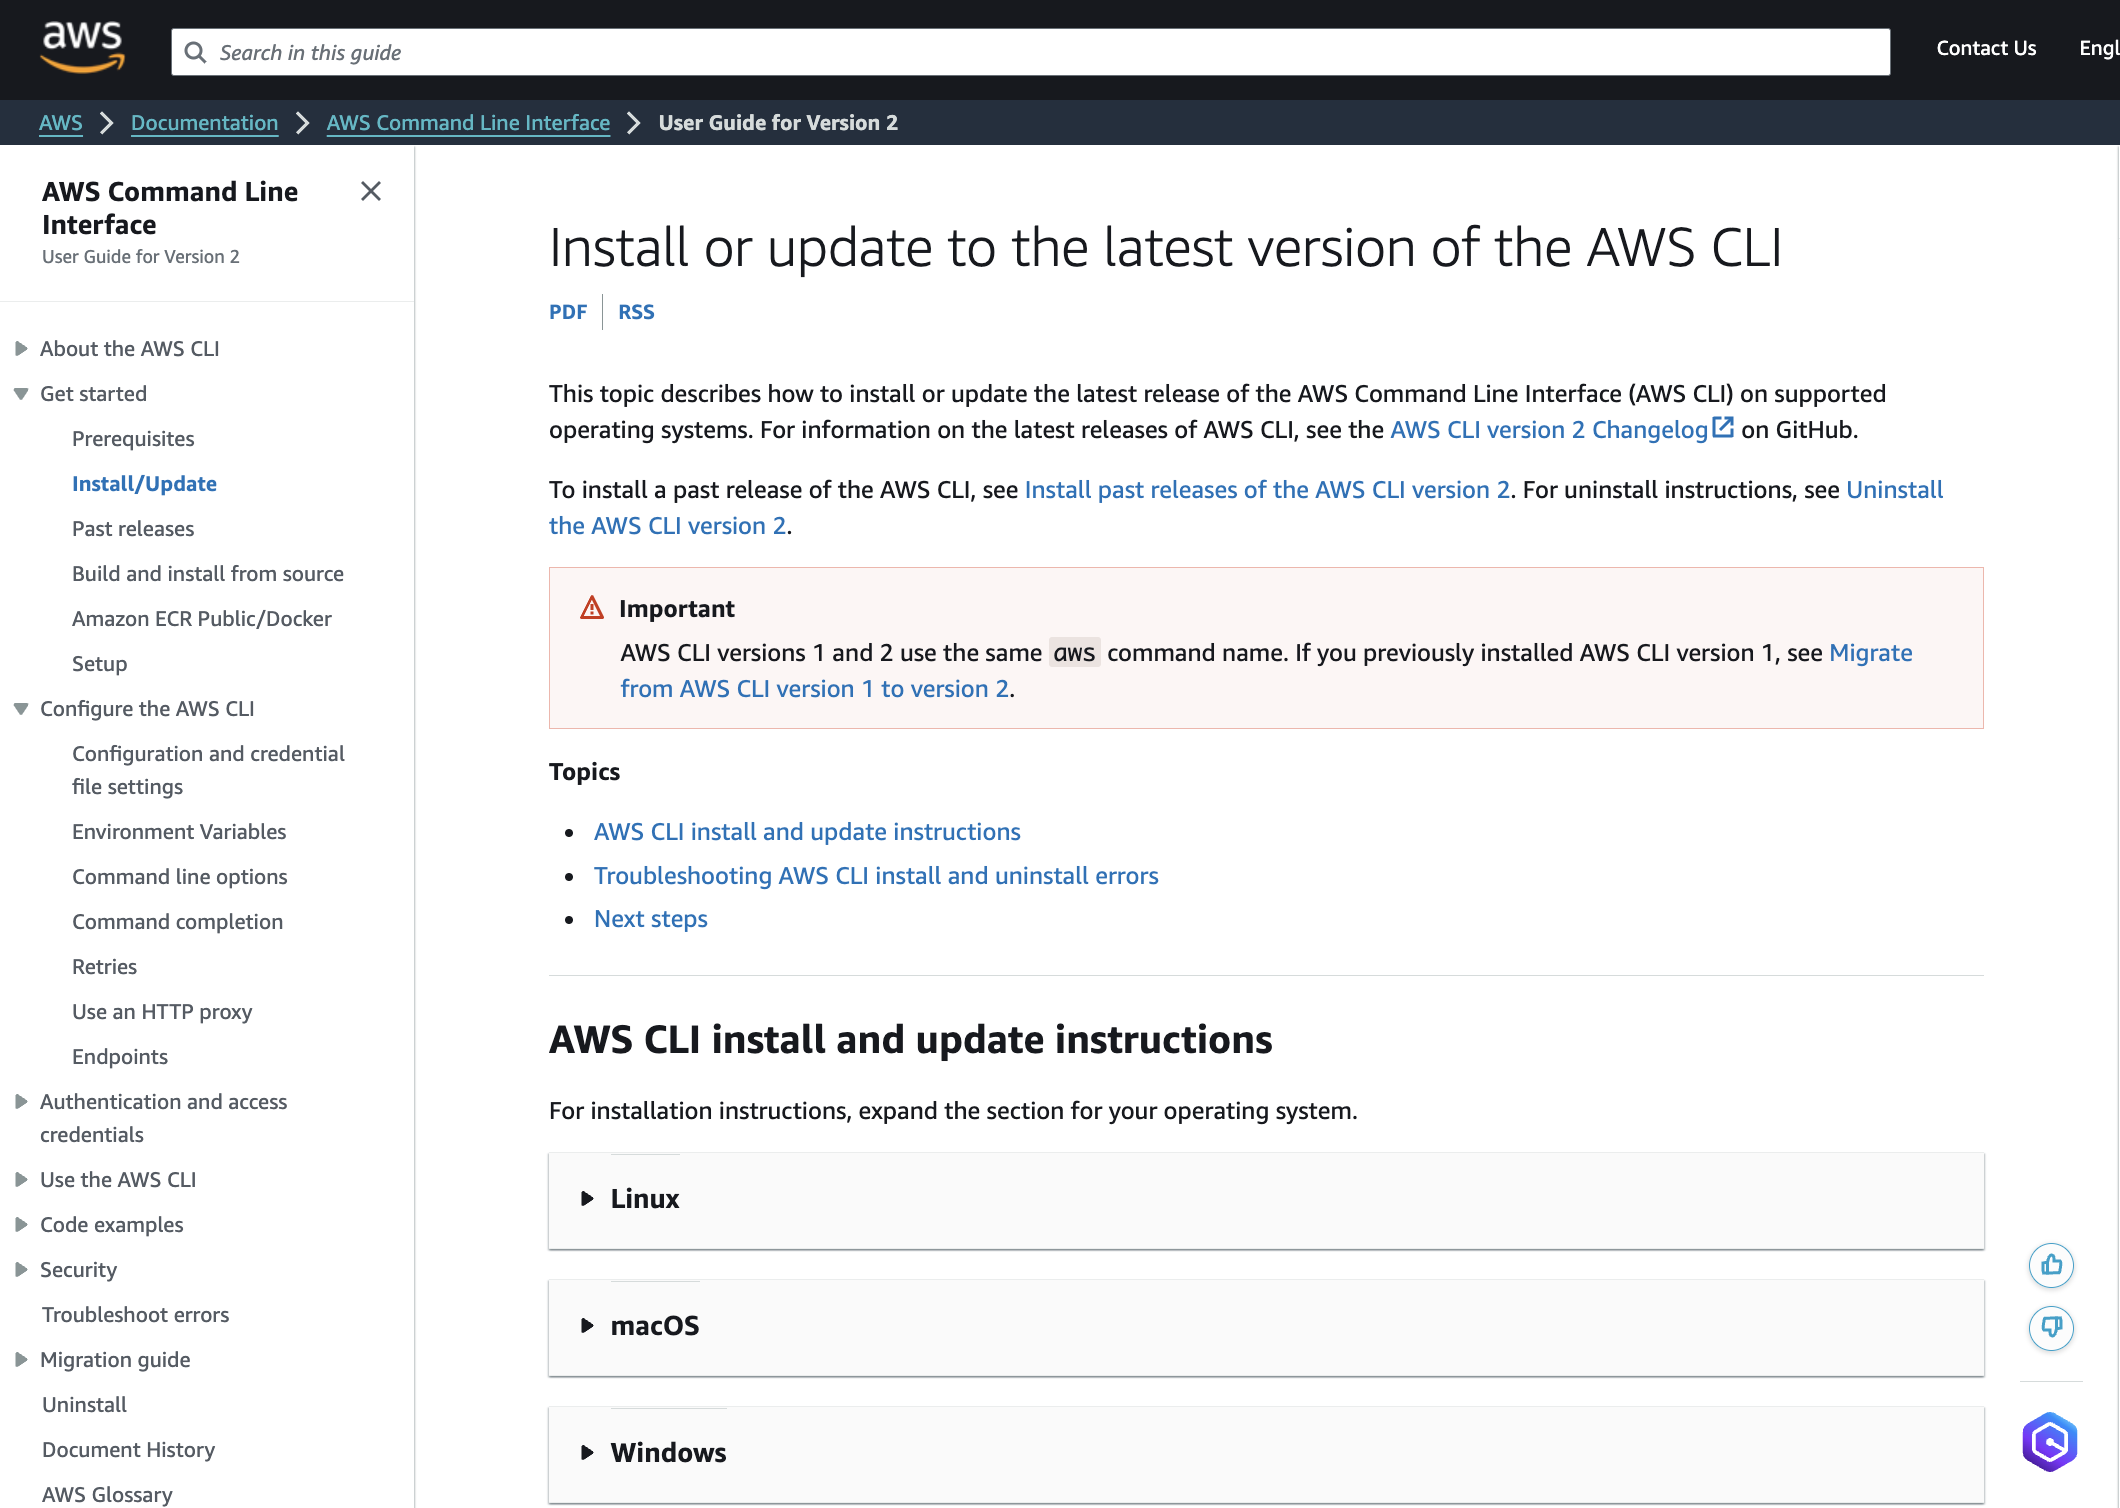 aws
Search in this guide
Contact Us
Engl
AWS
Documentation
AWS Command Line Interface
User Guide for Version 2
AWS Command Line
Interface
User Guide for Version 2
About the AWS CLI
Get started
Prerequisites
Install/Update
Past releases
Build and install from source
Amazon ECR Public/Docker
Setup
Configure the AWS CLI
Configuration and credential
file settings
Environment Variables
Command line options
Command completion
Retries
Use an HTTP proxy
Endpoints
Authentication and access
credentials
Use the AWS CLI
Code examples
Security
Troubleshoot errors
Migration guide
Uninstall
Document History
AWS Glossary
Install or update to the latest version of the AWS CLI
PDF
RSS
This topic describes how to install or update the latest release of the AWS Command Line Interface (AWS CLI) on supported
operating systems. For information on the latest releases of AWS CLI, see the AWS CLI version 2 Changelog on GitHub.
To install a past release of the AWS CLI, see Install past releases of the AWS CLI version 2. For uninstall instructions, see Uninstall
the AWS CLI version 2.
Important
AWS CLI versions 1 and 2 use the same aws command name. If you previously installed AWS CLI version 1, see Migrate
from AWS CLI version 1 to version 2.
Topics
AWS CLI install and update instructions
Troubleshooting AWS CLI install and uninstall errors
Next steps
AWS CLI install and update instructions
For installation instructions, expand the section for your operating system.
Linux
macOS
Windows